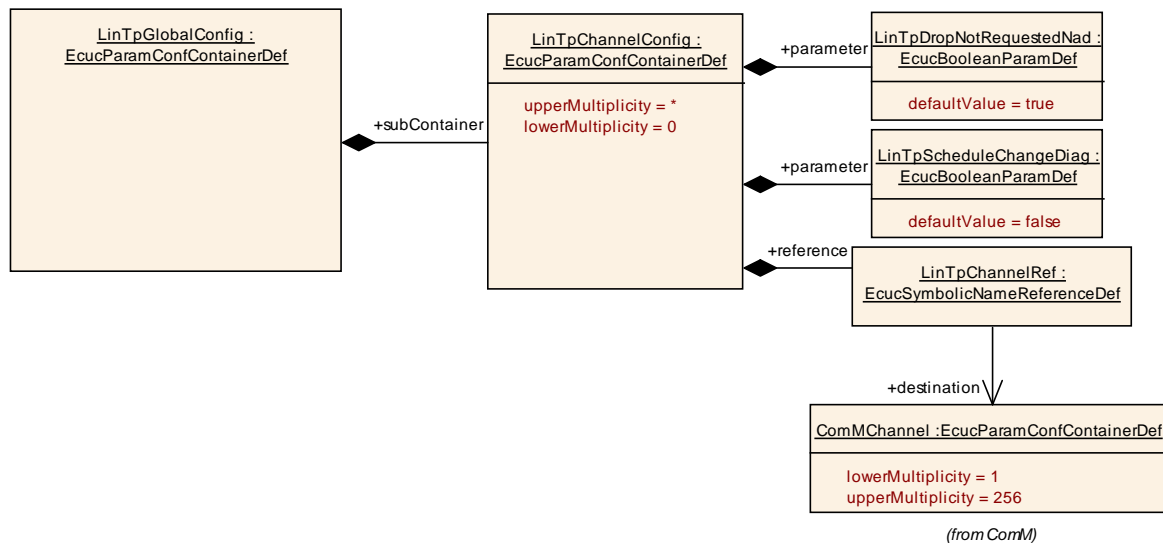 LinTpGlobalConfig :
EcucParamConfContainerDef
LinTpChannelConfig :
EcucParamConfContainerDef
upperMultiplicity = *
lowerMultiplicity = 0
+subContainer
+parameter
LinTpDropNotRequestedNad :
EcucBooleanParamDef
defaultValue = true
+parameter
LinTpScheduleChangeDiag :
EcucBooleanParamDef
defaultValue = false
+reference
LinTpChannelRef :
EcucSymbolicNameReferenceDef
+destination
ComMChannel :EcucParamConfContainerDef
lowerMultiplicity = 1
upperMultiplicity = 256
(from ComM)